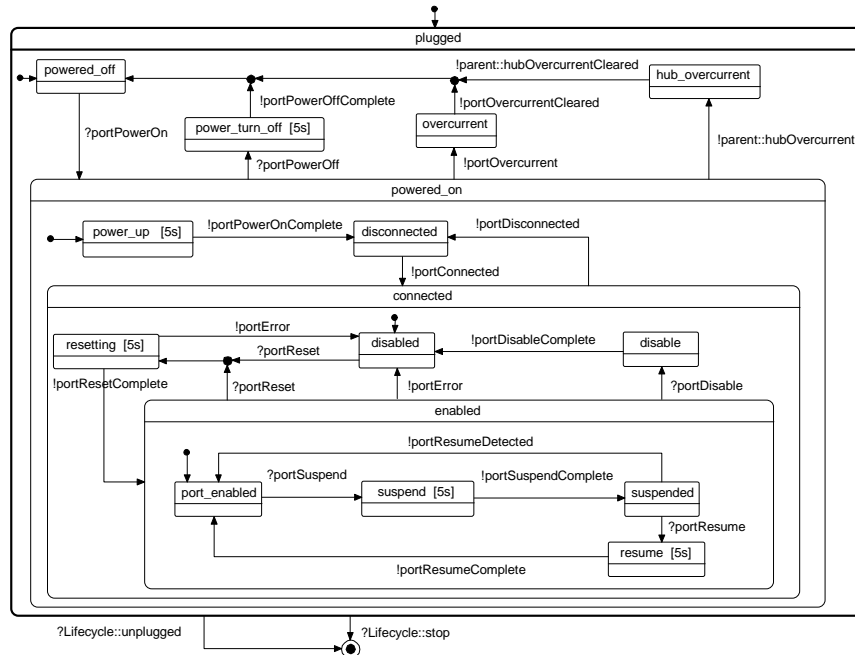 plugged
powered_off
!parent::hubOvercurrentCleared
hub_overcurrent
!portPowerOffComplete
!portOvercurrentCleared
?portPowerOn
power_turn_off [5s]
overcurrent
!parent::hubOvercurrent
?portPowerOff
!portOvercurrent
powered_on
power_up [5s]
!portPowerOnComplete
disconnected
!portDisconnected
!portConnected
connected
!portError
resetting [5s]
disabled
!portDisableComplete
disable
?portReset
!portResetComplete
?portReset
!portError
?portDisable
enabled
!portResumeDetected
?portSuspend
!portSuspendComplete
port_enabled
suspend [5s]
suspended
?portResume
resume [5s]
!portResumeComplete
?Lifecycle::unplugged
?Lifecycle::stop